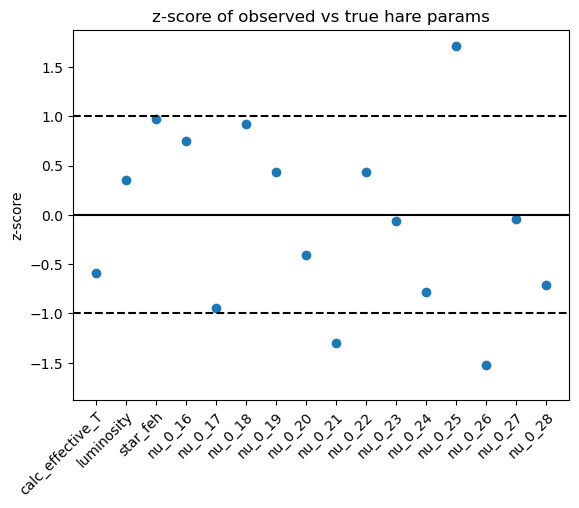 z-score of observed vs true hare params
z-score
1.5
1.0
0.5
0.0
−0.5
−1.0
−1.5
calc_effective_T
luminosity
star_feh
nu_0_16
nu_0_17
nu_0_18
nu_0_19
nu_0_20
nu_0_21
nu_0_22
nu_0_23
nu_0_24
nu_0_25
nu_0_26
nu_0_27
nu_0_28